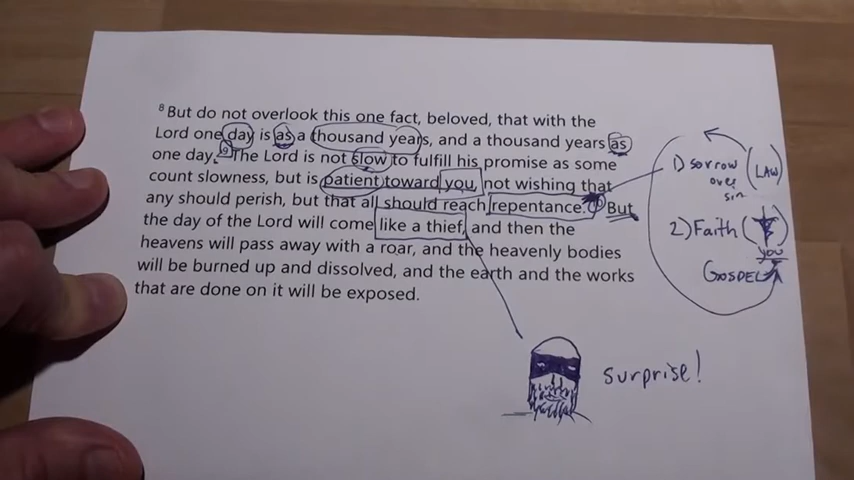 8 But do not overlook this one fact, beloved, that with the
Lord one day is as a thousand years, and a thousand years as
one day. 9 The Lord is not slow to fulfill his promise as some
count slowness, but is patient toward you, not wishing that
any should perish, but that all should reach repentance. 10 But
the day of the Lord will come like a thief, and then the
heavens will pass away with a roar, and the heavenly bodies
will be burned up and dissolved, and the earth and the works
that are done on it will be exposed.
1) sorrow
over
sin
(LAW)
2) Faith
you
GOSPEL
surprise!